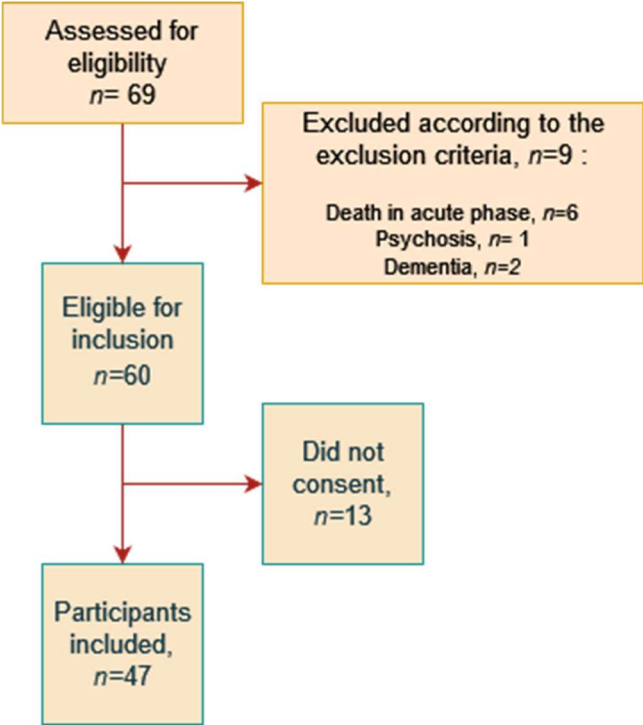 Assessed for
eligibility
n= 69
Excluded according to the
exclusion criteria, n=9 :
Death in acute phase, n=6
Psychosis, n= 1
Dementia, n=2
Eligible for
inclusion
n=60
Did not
consent,
n=13
Participants
included,
n=47